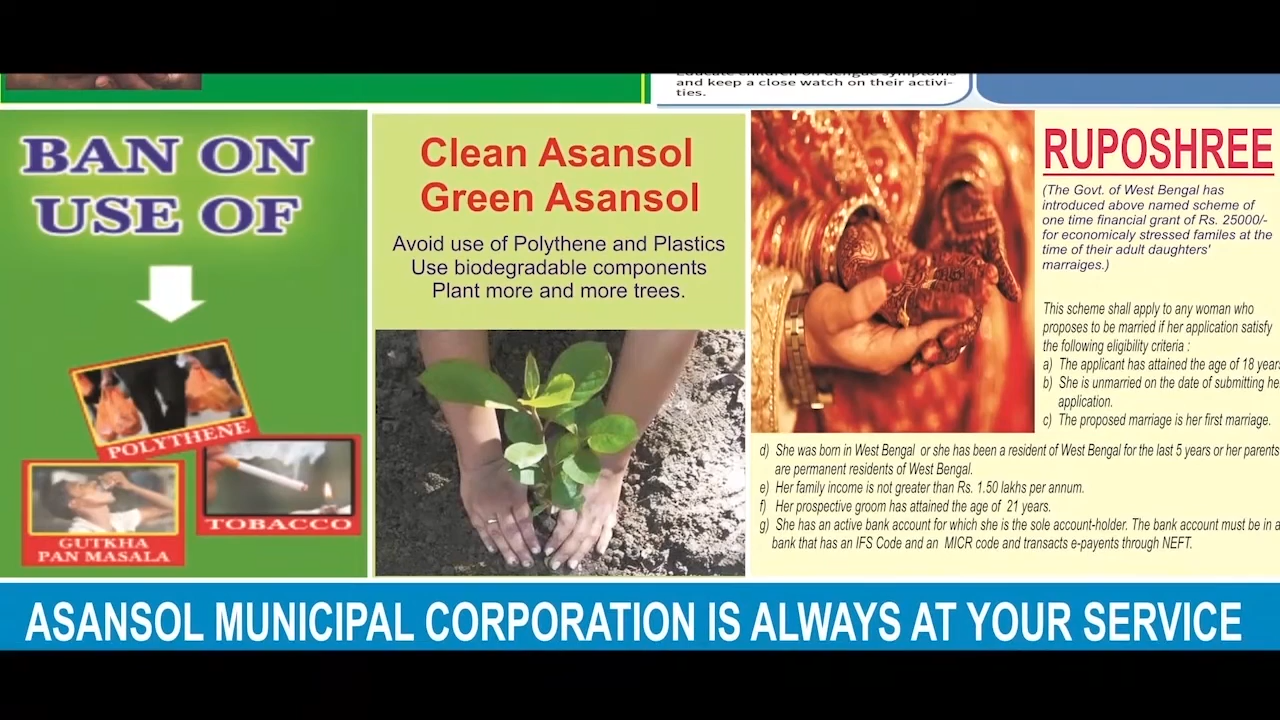 Educate children on dengue symptoms
and keep a close watch on their activi-
ties.
BAN ON
USE OF
POLYTHENE
TOBACCO
GUTKHA
PAN MASALA
Clean Asansol
Green Asansol
Avoid use of Polythene and Plastics
Use biodegradable components
Plant more and more trees.
RUPOSHREE
(The Govt. of West Bengal has
introduced above named scheme of
one time financial grant of Rs. 25000/-
for economicaly stressed familes at the
time of their adult daughters'
marraiges.)
This scheme shall apply to any woman who
proposes to be married if her application satisfy
the following eligibility criteria :
a) The applicant has attained the age of 18 years
b) She is unmarried on the date of submitting he
application.
c) The proposed marriage is her first marriage.
d) She was born in West Bengal or she has been a resident of West Bengal for the last 5 years or her parents
are permanent residents of West Bengal.
e) Her family income is not greater than Rs. 1.50 lakhs per annum.
f) Her prospective groom has attained the age of 21 years.
g) She has an active bank account for which she is the sole account-holder. The bank account must be in a
bank that has an IFS Code and an MICR code and transacts e-payents through NEFT.
ASANSOL MUNICIPAL CORPORATION IS ALWAYS AT YOUR SERVICE